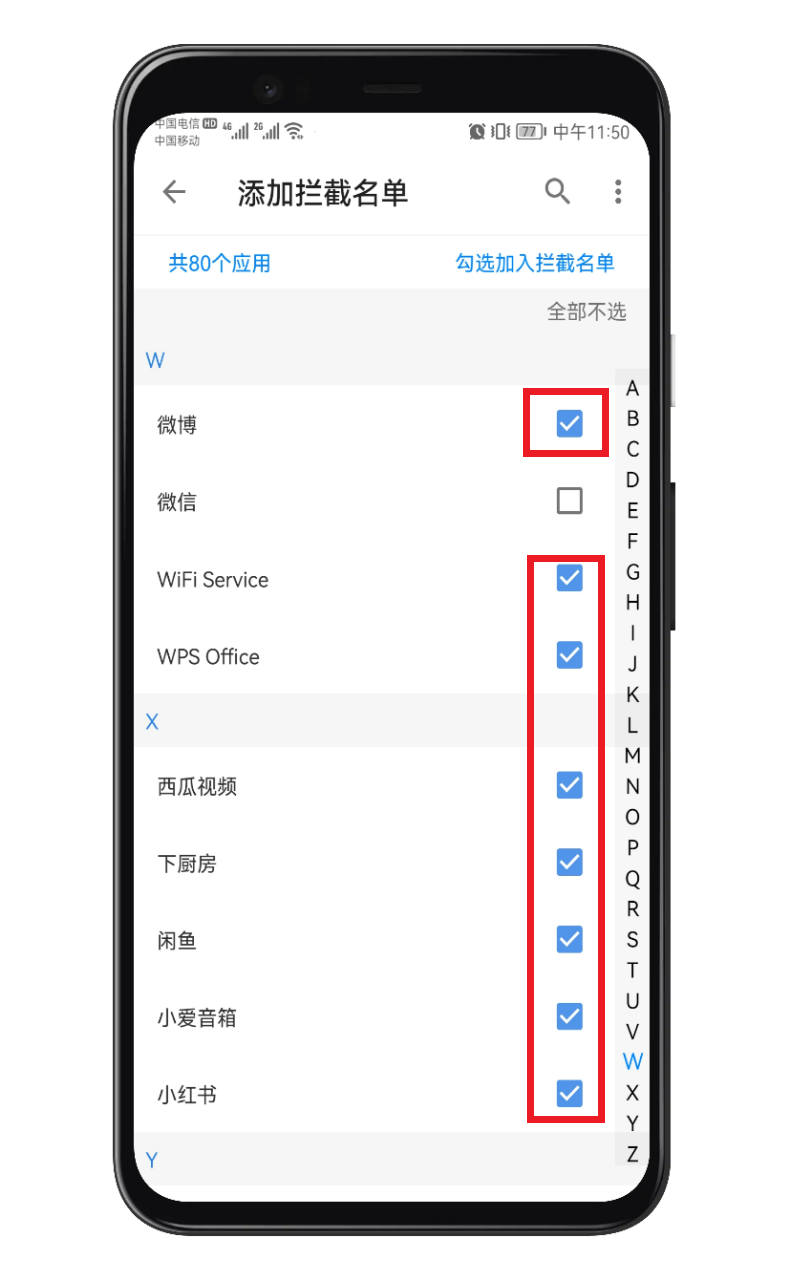 中国电信 HD 4G 2G 77 中午11:50
中国移动
添加拦截名单
共80个应用 勾选加入拦截名单
全部不选
W
微博
微信
WiFi Service
WPS Office
X
西瓜视频
下厨房
闲鱼
小爱音箱
小红书
Y
A
B
C
D
E
F
G
H
I
J
K
L
M
N
O
P
Q
R
S
T
U
V
W
X
Y
Z